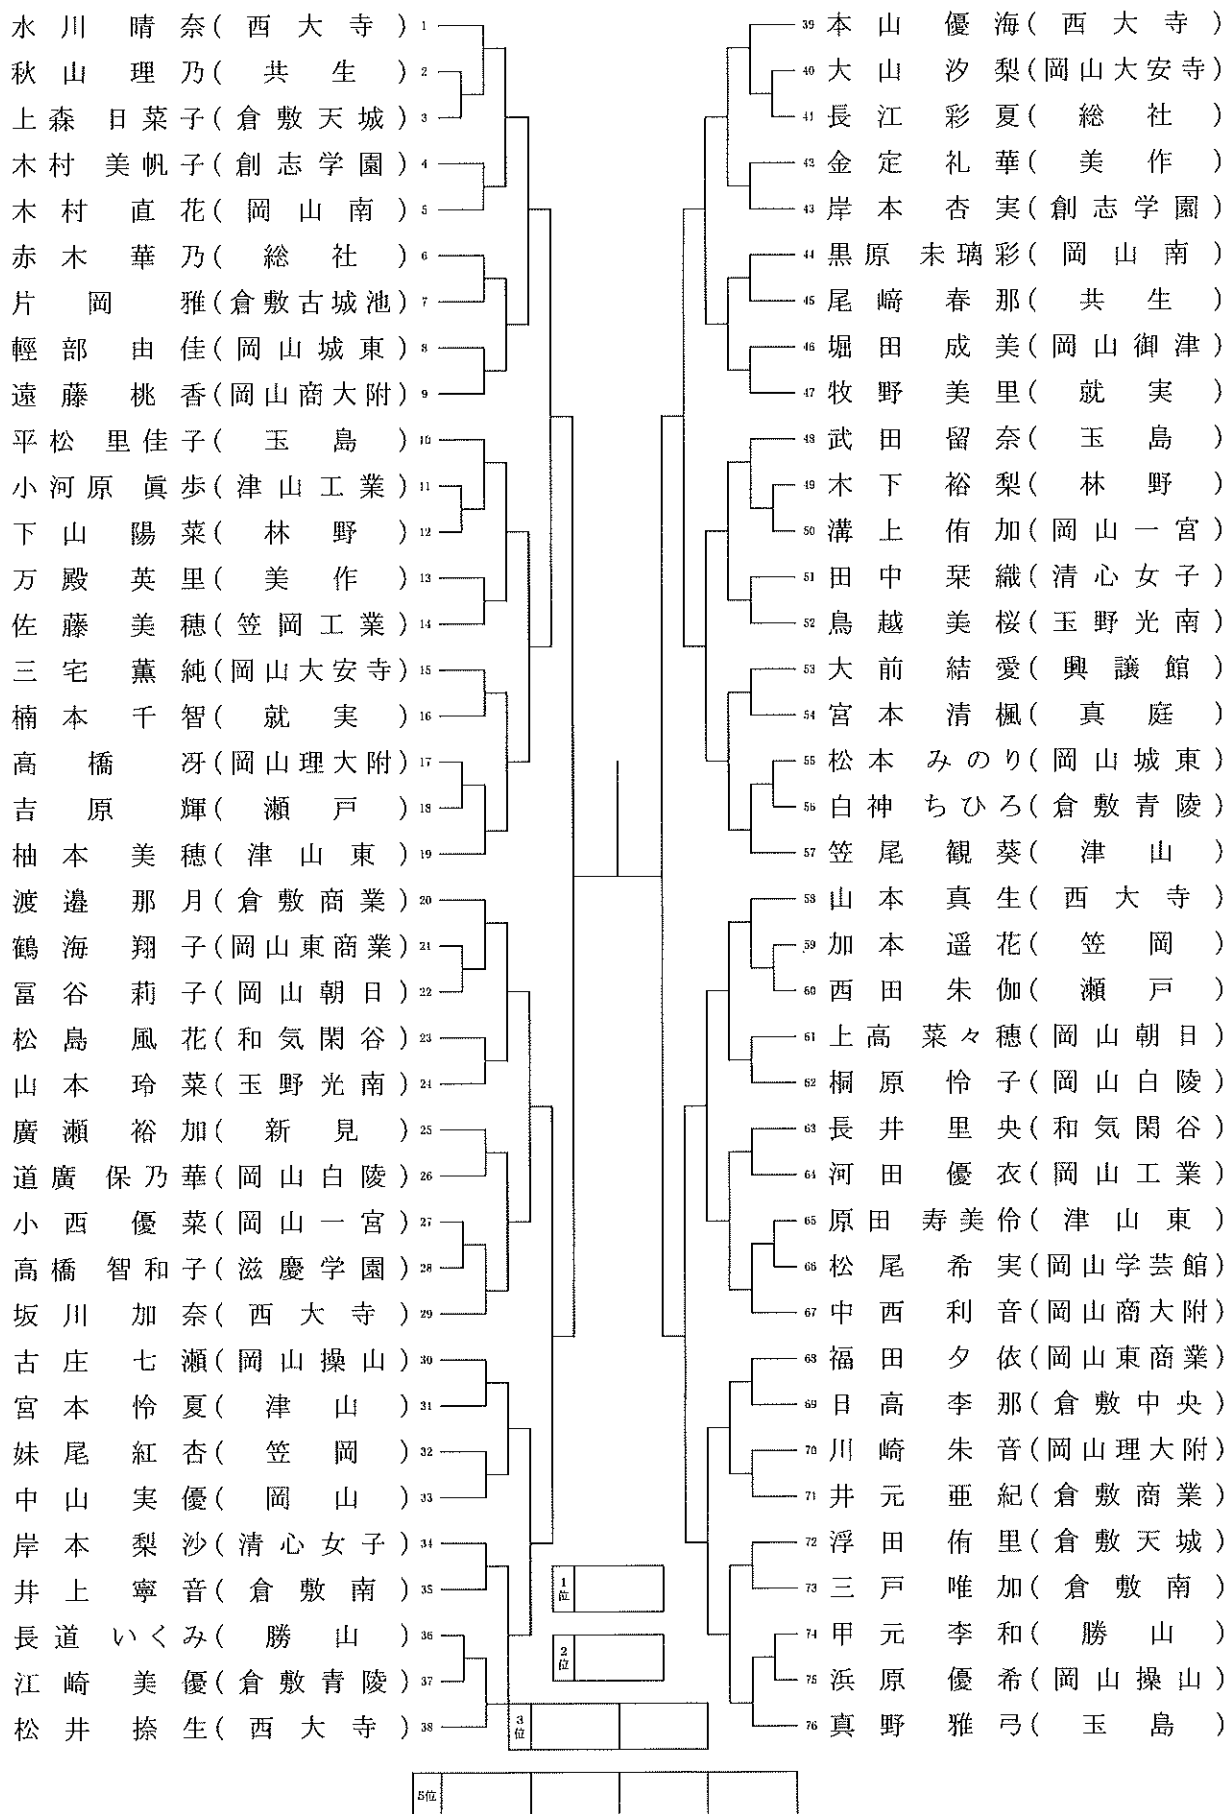 水川 晴奈(西大寺) 1
秋山 理乃(共生) 2
上森 日菜子(倉敷天城) 3
木村 美帆子(創志学園) 4
木村 直花(岡山南) 5
赤木 華乃(総社) 6
片岡 雅(倉敷古城池) 7
輕部 由佳(岡山城東) 8
遠藤 桃香(岡山商大附) 9
平松 里佳子(玉島) 10
小河原 眞歩(津山工業) 11
下山 陽菜(林野) 12
万殿 英里(美作) 13
佐藤 美穂(笠岡工業) 14
三宅 薫純(岡山大安寺) 15
楠本 千智(就実) 16
高橋 冴(岡山理大附) 17
吉原 輝(瀬戸) 18
柚本 美穂(津山東) 19
渡邉 那月(倉敷商業) 20
鶴海 翔子(岡山東商業) 21
冨谷 莉子(岡山朝日) 22
松島 風花(和気閑谷) 23
山本 玲菜(玉野光南) 24
廣瀬 裕加(新見) 25
道廣 保乃華(岡山白陵) 26
小西 優菜(岡山一宮) 27
高橋 智和子(滋慶学園) 28
坂川 加奈(西大寺) 29
古庄 七瀬(岡山操山) 30
宮本 怜夏(津山) 31
妹尾 紅杏(笠岡) 32
中山 実優(岡山) 33
岸本 梨沙(清心女子) 34
井上 寧音(倉敷南) 35
長道 いくみ(勝山) 36
江崎 美優(倉敷青陵) 37
松井 捺生(西大寺) 38
39 本山 優海(西大寺)
40 大山 汐梨(岡山大安寺)
41 長江 彩夏(総社)
42 金定 礼華(美作)
43 岸本 杏実(創志学園)
44 黒原 未璃彩(岡山南)
45 尾﨑 春那(共生)
46 堀田 成美(岡山御津)
47 牧野 美里(就実)
48 武田 留奈(玉島)
49 木下 裕梨(林野)
50 溝上 侑加(岡山一宮)
51 田中 栞織(清心女子)
52 鳥越 美桜(玉野光南)
53 大前 結愛(興譲館)
54 宮本 清楓(真庭)
55 松本 みのり(岡山城東)
56 白神 ちひろ(倉敷青陵)
57 笠尾 観葵(津山)
58 山本 真生(西大寺)
59 加本 遥花(笠岡)
60 西田 朱伽(瀬戸)
61 上高 菜々穂(岡山朝日)
62 桐原 怜子(岡山白陵)
63 長井 里央(和気閑谷)
64 河田 優衣(岡山工業)
65 原田 寿美伶(津山東)
66 松尾 希実(岡山学芸館)
67 中西 利音(岡山商大附)
68 福田 夕依(岡山東商業)
69 日高 李那(倉敷中央)
70 川崎 朱音(岡山理大附)
71 井元 亜紀(倉敷商業)
72 浮田 侑里(倉敷天城)
73 三戸 唯加(倉敷南)
74 甲元 李和(勝山)
75 浜原 優希(岡山操山)
76 真野 雅弓(玉島)
1位
2位
3位
5位